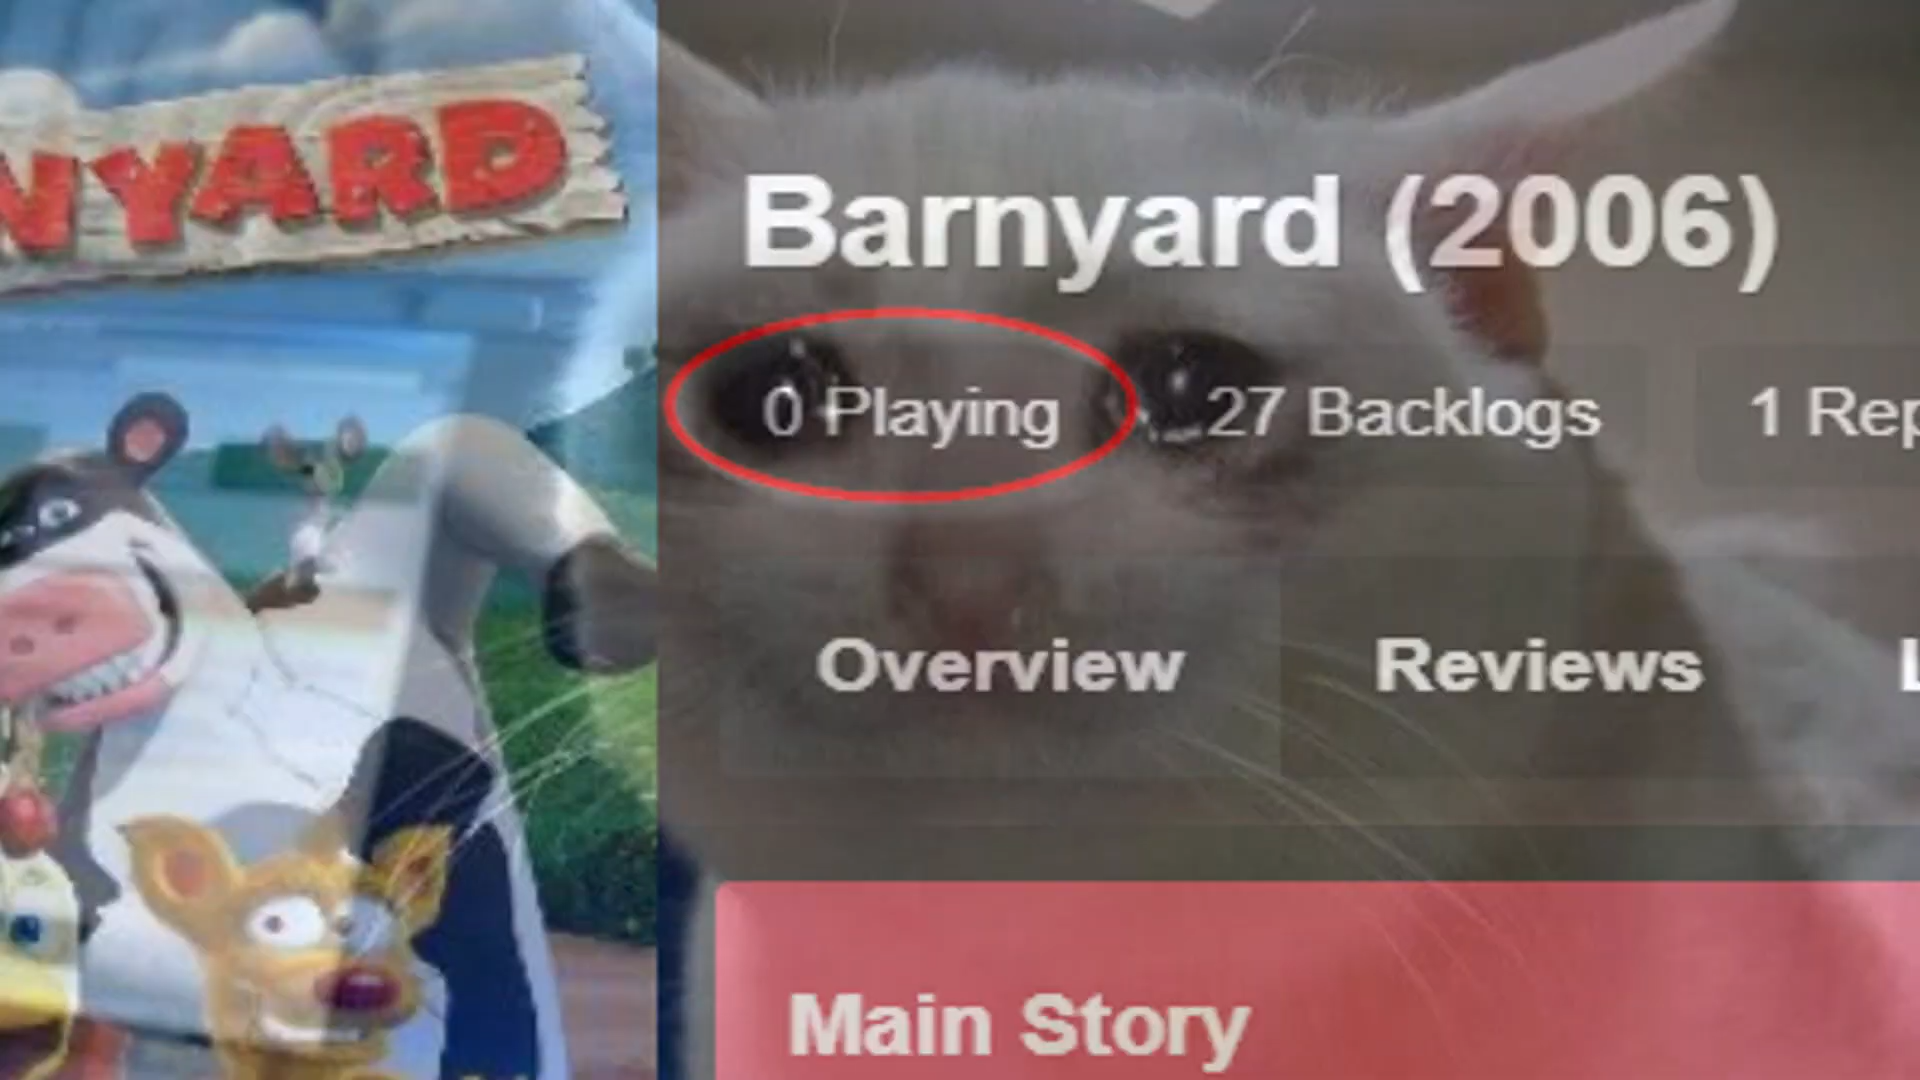 NYARD
Barnyard (2006)
0 Playing
27 Backlogs
1 Rep
Overview
Reviews
L
Main Story